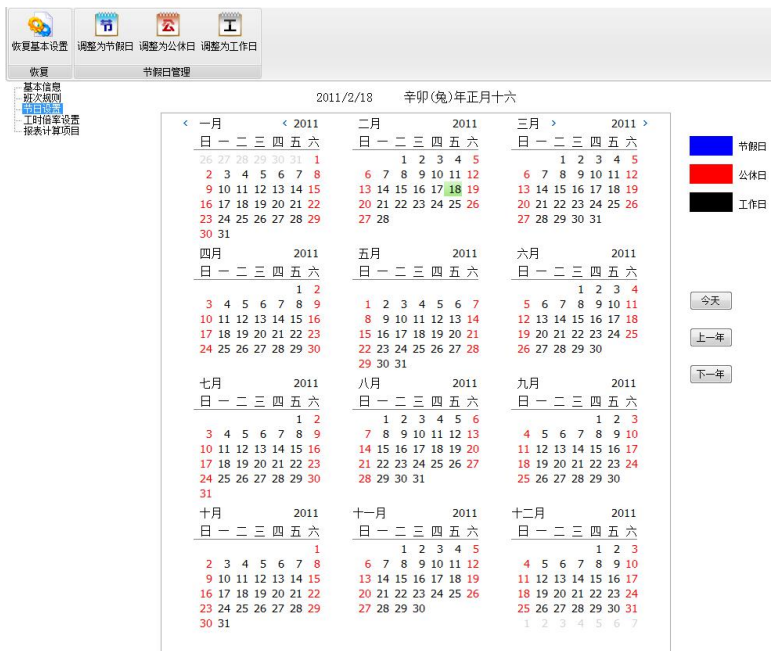 恢复基本设置 调整为节假日 调整为公休日 调整为工作日
恢复 节假日管理
基本信息
班次规则
节日设置
工时倍率设置
报表计算项目
2011/2/18 辛卯(兔)年正月十六
< 一月 < 2011
日 一 二 三 四 五 六
26 27 28 29 30 31 1
2 3 4 5 6 7 8
9 10 11 12 13 14 15
16 17 18 19 20 21 22
23 24 25 26 27 28 29
30 31
二月 2011
日 一 二 三 四 五 六
1 2 3 4 5
6 7 8 9 10 11 12
13 14 15 16 17 18 19
20 21 22 23 24 25 26
27 28
三月 > 2011 >
日 一 二 三 四 五 六
1 2 3 4 5
6 7 8 9 10 11 12
13 14 15 16 17 18 19
20 21 22 23 24 25 26
27 28 29 30 31
四月 2011
日 一 二 三 四 五 六
1 2
3 4 5 6 7 8 9
10 11 12 13 14 15 16
17 18 19 20 21 22 23
24 25 26 27 28 29 30
五月 2011
日 一 二 三 四 五 六
1 2 3 4 5 6 7
8 9 10 11 12 13 14
15 16 17 18 19 20 21
22 23 24 25 26 27 28
29 30 31
六月 2011
日 一 二 三 四 五 六
1 2 3 4
5 6 7 8 9 10 11
12 13 14 15 16 17 18
19 20 21 22 23 24 25
26 27 28 29 30
七月 2011
日 一 二 三 四 五 六
1 2
3 4 5 6 7 8 9
10 11 12 13 14 15 16
17 18 19 20 21 22 23
24 25 26 27 28 29 30
31
八月 2011
日 一 二 三 四 五 六
1 2 3 4 5 6
7 8 9 10 11 12 13
14 15 16 17 18 19 20
21 22 23 24 25 26 27
28 29 30 31
九月 2011
日 一 二 三 四 五 六
1 2 3
4 5 6 7 8 9 10
11 12 13 14 15 16 17
18 19 20 21 22 23 24
25 26 27 28 29 30
十月 2011
日 一 二 三 四 五 六
1
2 3 4 5 6 7 8
9 10 11 12 13 14 15
16 17 18 19 20 21 22
23 24 25 26 27 28 29
30 31
十一月 2011
日 一 二 三 四 五 六
1 2 3 4 5
6 7 8 9 10 11 12
13 14 15 16 17 18 19
20 21 22 23 24 25 26
27 28 29 30
十二月 2011
日 一 二 三 四 五 六
1 2 3
4 5 6 7 8 9 10
11 12 13 14 15 16 17
18 19 20 21 22 23 24
25 26 27 28 29 30 31
1 2 3 4 5 6 7
节假日
公休日
工作日
今天
上一年
下一年